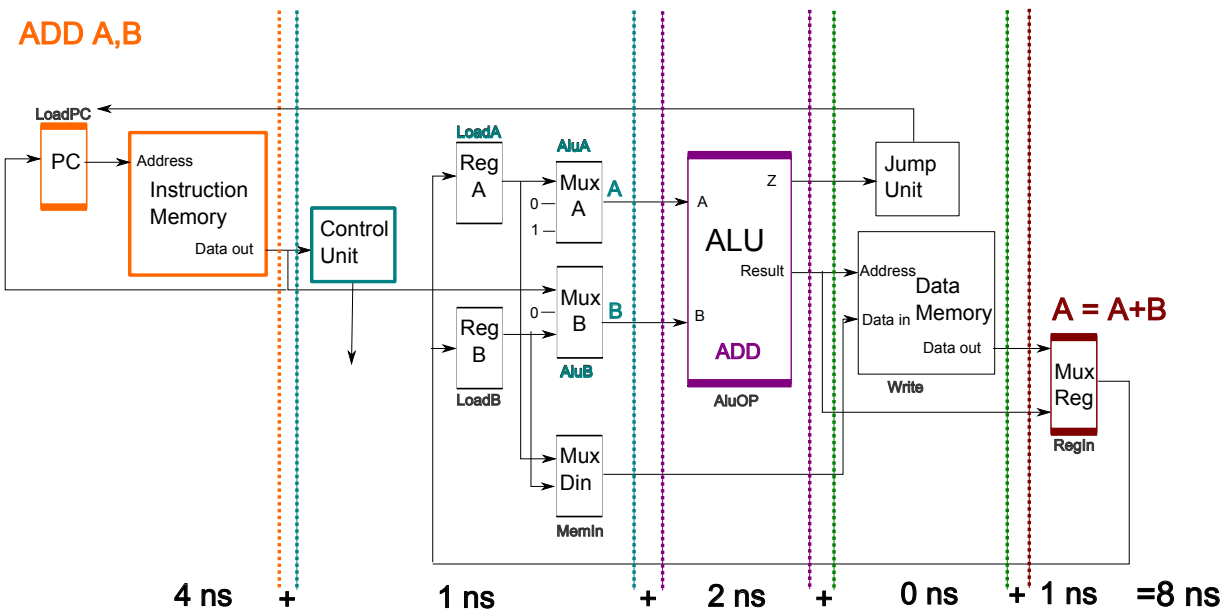 ADD A,B
LoadPC
PC
Address
Instruction
Memory
Data out
Control
Unit
LoadA
Reg
A
AluA
Mux
A
0
1
A
Mux
B
0
B
AluB
Reg
B
LoadB
Mux
Din
MemIn
A
Z
ALU
Result
B
ADD
AluOP
Jump
Unit
Address
Data
Memory
Data in
Data out
Write
A = A+B
Mux
Reg
RegIn
4 ns + 1 ns + 2 ns + 0 ns + 1 ns =8 ns